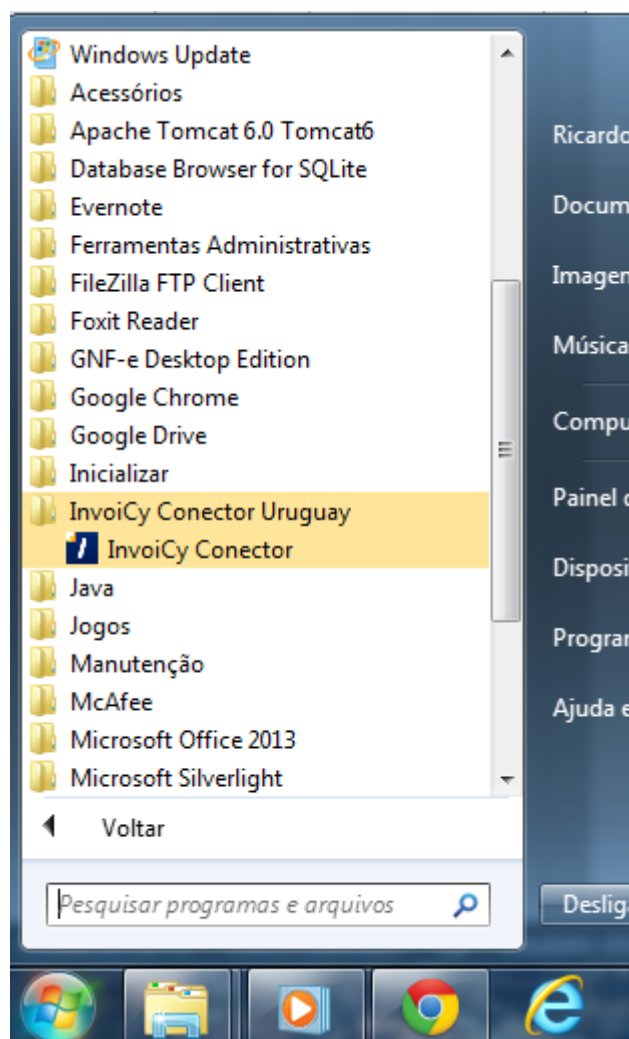 Windows Update
Acessórios
Apache Tomcat 6.0 Tomcat6
Database Browser for SQLite
Evernote
Ferramentas Administrativas
FileZilla FTP Client
Foxit Reader
GNF-e Desktop Edition
Google Chrome
Google Drive
Inicializar
InvoiCy Conector Uruguay
InvoiCy Conector
Java
Jogos
Manutenção
McAfee
Microsoft Office 2013
Microsoft Silverlight
Voltar
Pesquisar programas e arquivos
Ricardo
Docum
Imagen
Música
Compu
Painel d
Disposi
Program
Ajuda e
Deslig